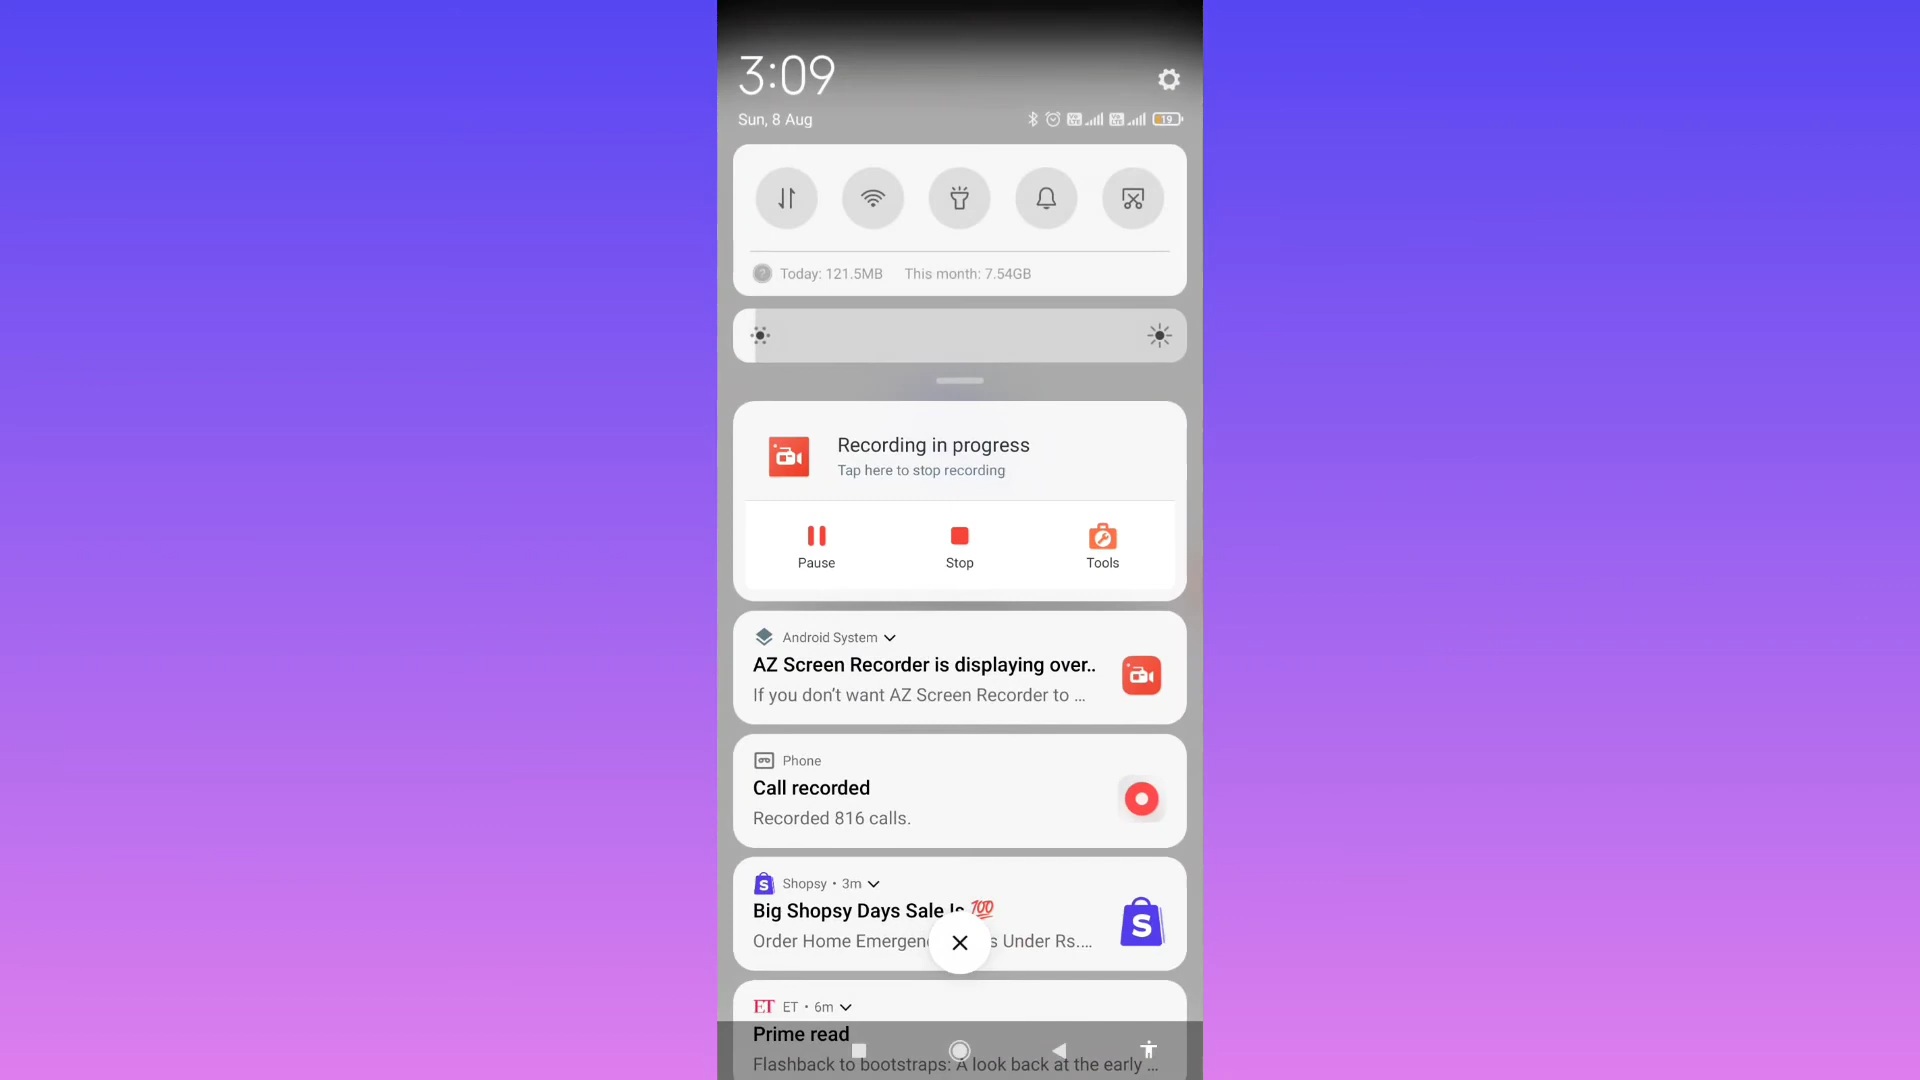 3:09
Sun, 8 Aug
19
Today: 121.5MB This month: 7.54GB
Recording in progress
Tap here to stop recording
Pause Stop Tools
Android System
AZ Screen Recorder is displaying over..
If you don't want AZ Screen Recorder to ...
Phone
Call recorded
Recorded 816 calls.
Shopsy • 3m
Big Shopsy Days Sale 💯
Order Home Under Rs....
S
ET ET • 6m
Prime read
Flashback to bootstraps: A look back at the early ...